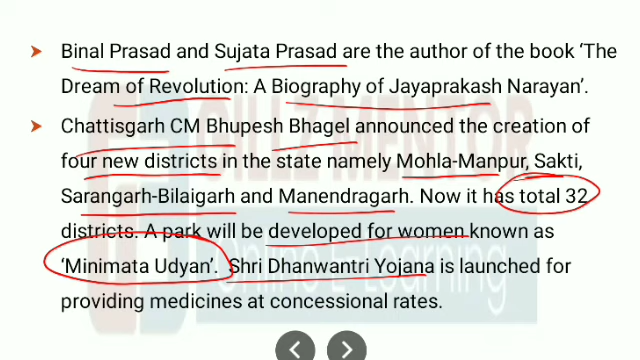 ➤ Binal Prasad and Sujata Prasad are the author of the book ‘The
Dream of Revolution: A Biography of Jayaprakash Narayan’.
➤ Chattisgarh CM Bhupesh Bhagel announced the creation of
four new districts in the state namely Mohla-Manpur, Sakti,
Sarangarh-Bilaigarh and Manendragarh. Now it has total 32
districts. A park will be developed for women known as
‘Minimata Udyan’. Shri Dhanwantri Yojana is launched for
providing medicines at concessional rates.